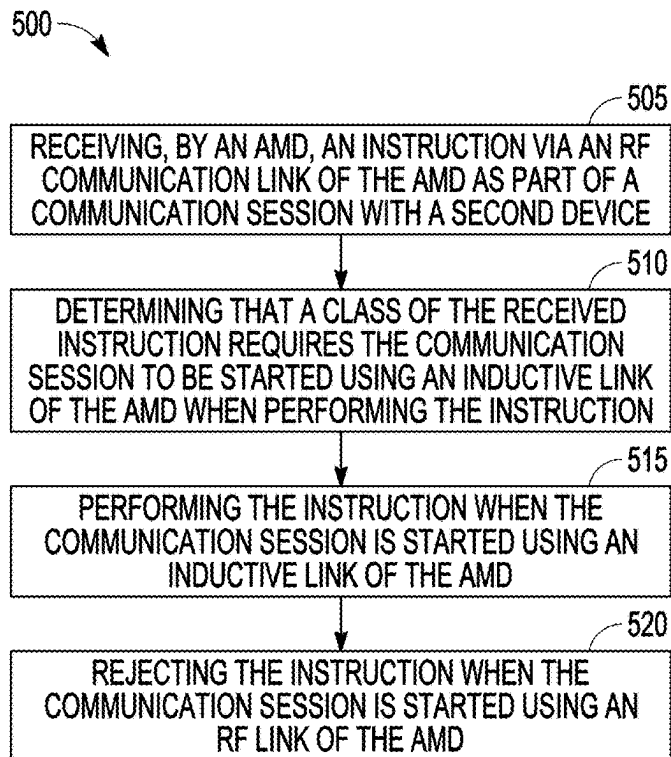 500
505
RECEIVING, BY AN AMD, AN INSTRUCTION VIA AN RF
COMMUNICATION LINK OF THE AMD AS PART OF A
COMMUNICATION SESSION WITH A SECOND DEVICE
510
DETERMINING THAT A CLASS OF THE RECEIVED
INSTRUCTION REQUIRES THE COMMUNICATION
SESSION TO BE STARTED USING AN INDUCTIVE LINK
OF THE AMD WHEN PERFORMING THE INSTRUCTION
515
PERFORMING THE INSTRUCTION WHEN THE
COMMUNICATION SESSION IS STARTED USING AN
INDUCTIVE LINK OF THE AMD
520
REJECTING THE INSTRUCTION WHEN THE
COMMUNICATION SESSION IS STARTED USING AN
RF LINK OF THE AMD